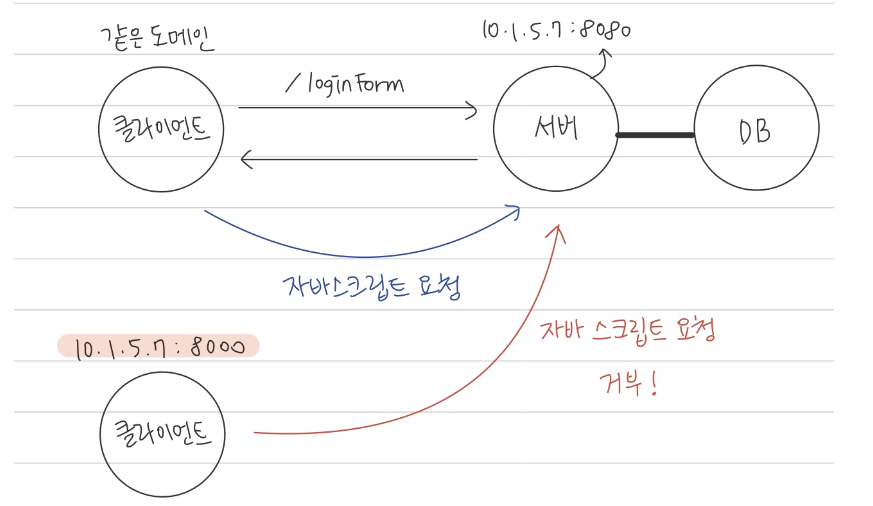 같은 도메인
10.1.5.7:8080
/loginForm
클라이언트
서버
DB
자바스크립트 요청
10.1.5.7:8000
자바 스크립트 요청
거부!
클라이언트